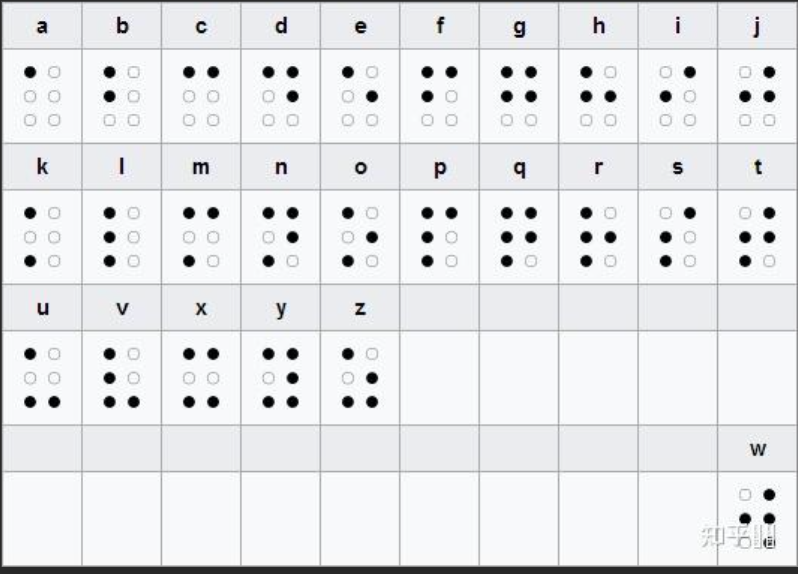 a b c d e f g h i j
⠁ ⠃ ⠉ ⠙ ⠑ ⠋ ⠛ ⠓ ⠊ ⠚
k l m n o p q r s t
⠅ ⠇ ⠍ ⠝ ⠕ ⠏ ⠟ ⠗ ⠎ ⠞
u v x y z
⠥ ⠧ ⠭ ⠽ ⠵
w
⠺
知乎